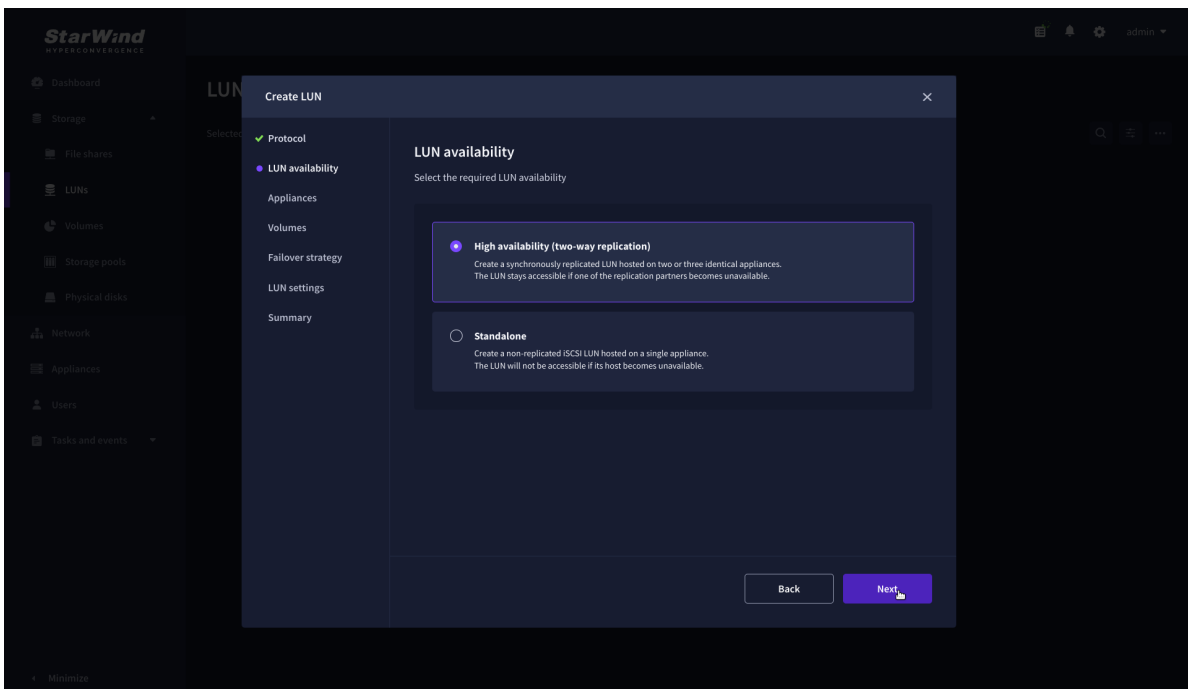 StarWind
HYPERCONVERGENCE
admin
Dashboard
LUN
Create LUN
Storage
Selected
Protocol
LUN availability
LUN availability
File shares
Select the required LUN availability
LUNs
Appliances
Volumes
Volumes
High availability (two-way replication)
Storage pools
Failover strategy
Create a synchronously replicated LUN hosted on two or three identical appliances.
The LUN stays accessible if one of the replication partners becomes unavailable.
Physical disks
LUN settings
Summary
Network
Standalone
Create a non-replicated iSCSI LUN hosted on a single appliance.
The LUN will not be accessible if its host becomes unavailable.
Appliances
Users
Tasks and events
Back
Next
Minimize